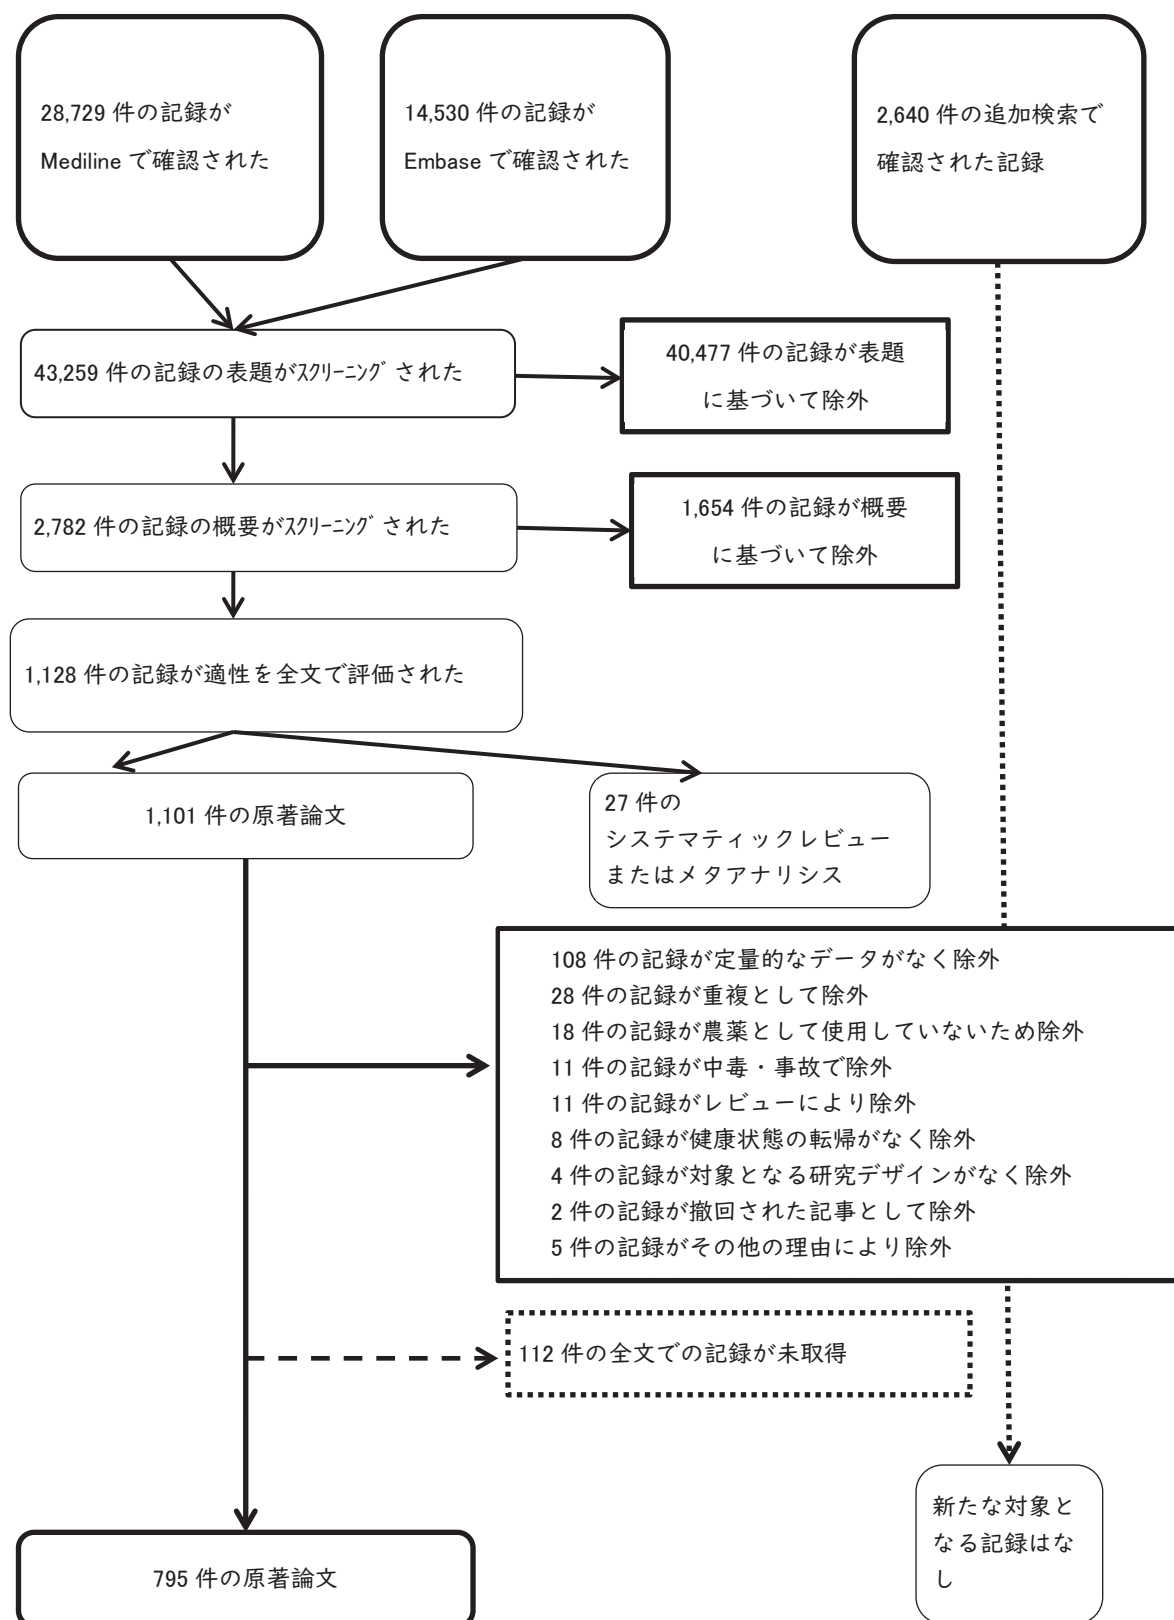 28,729 件の記録が
Mediline で確認された
14,530 件の記録が
Embase で確認された
2,640 件の追加検索で
確認された記録
43,259 件の記録の表題がｽｸﾘｰﾆﾝｸﾞされた
40,477 件の記録が表題
に基づいて除外
2,782 件の記録の概要がｽｸﾘｰﾆﾝｸﾞされた
1,654 件の記録が概要
に基づいて除外
1,128 件の記録が適性を全文で評価された
1,101 件の原著論文
27 件の
システマティックレビュー
またはメタアナリシス
108 件の記録が定量的なデータがなく除外
28 件の記録が重複として除外
18 件の記録が農薬として使用していないため除外
11 件の記録が中毒・事故で除外
11 件の記録がレビューにより除外
8 件の記録が健康状態の転帰がなく除外
4 件の記録が対象となる研究デザインがなく除外
2 件の記録が撤回された記事として除外
5 件の記録がその他の理由により除外
112 件の全文での記録が未取得
新たな対象と
なる記録はな
し
795 件の原著論文